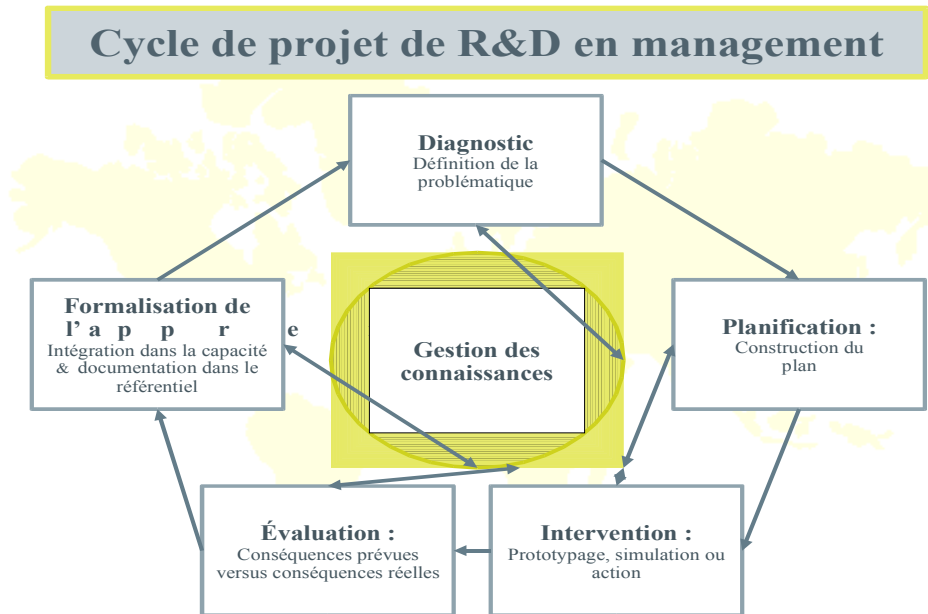 Cycle de projet de R&D en management
Diagnostic
Définition de la
problématique
Formalisation de
l’ a p p r e
Intégration dans la capacité
& documentation dans le
référentiel
Gestion des
connaissances
Planification :
Construction du
plan
Évaluation :
Conséquences prévues
versus conséquences réelles
Intervention :
Prototypage, simulation ou
action